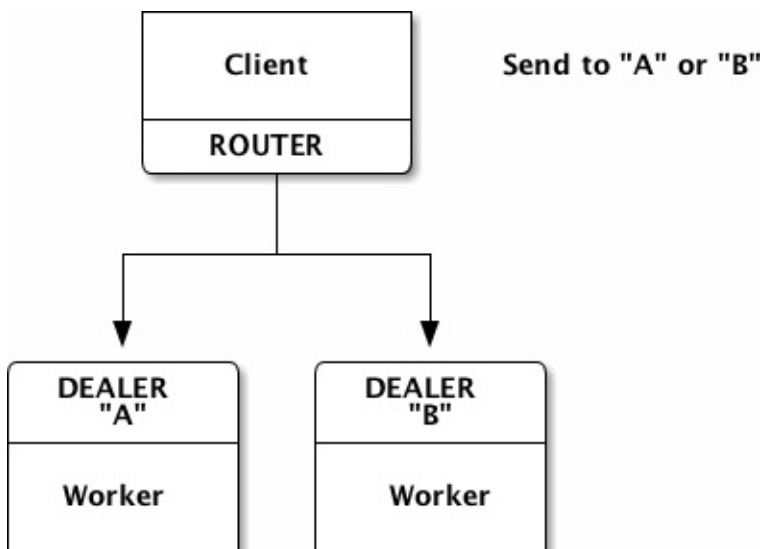 Client
Send to "A" or "B"
ROUTER
DEALER
"A"
DEALER
"B"
Worker
Worker